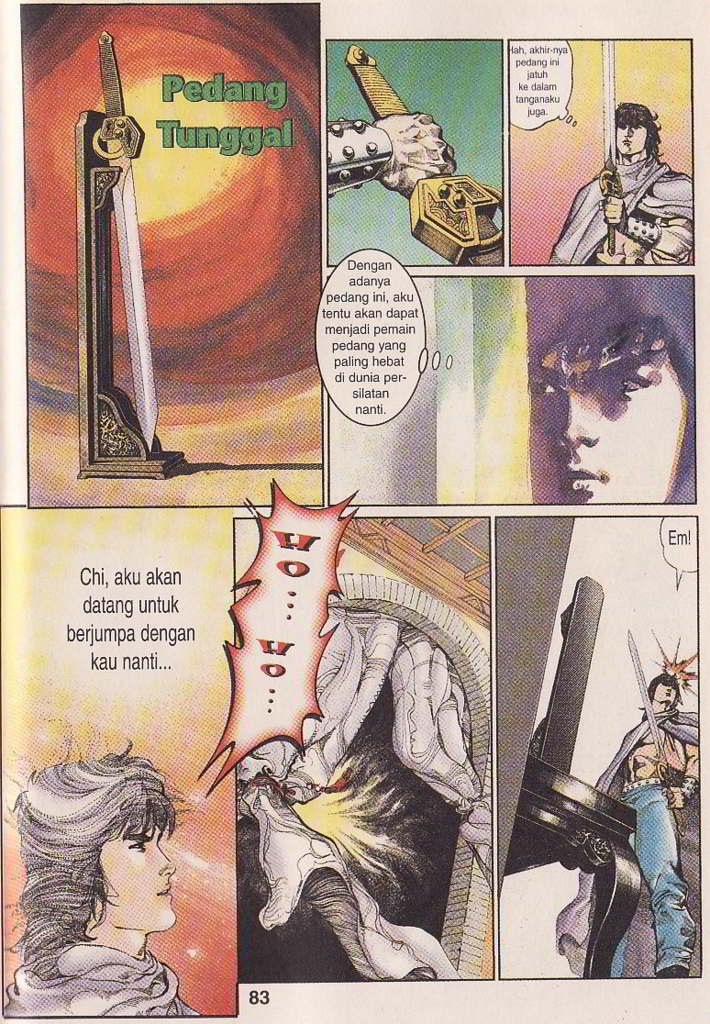 Pedang
Tunggal
Hah, akhir-nya
pedang ini
jatuh
ke dalam
tanganaku
juga.
Dengan
adanya
pedang ini, aku
tentu akan dapat
menjadi pemain
pedang yang
paling hebat
di dunia per-
silatan
nanti.
Chi, aku akan
datang untuk
berjumpa dengan
kau nanti...
WO... WO...
Em!
83